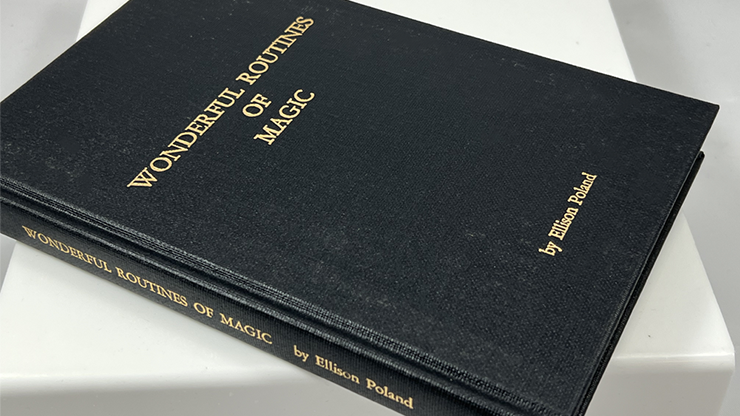 WONDERFUL ROUTINES
OF
MAGIC
by Ellison Poland
WONDERFUL ROUTINES OF MAGIC by Ellison Poland